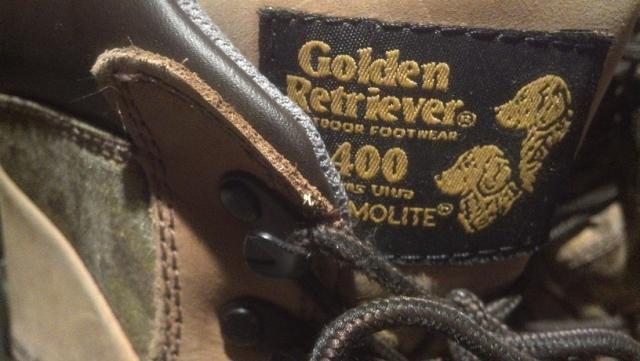 Golden
Retriever®
TDOOR FOOTWEAR
400
MOLITE®